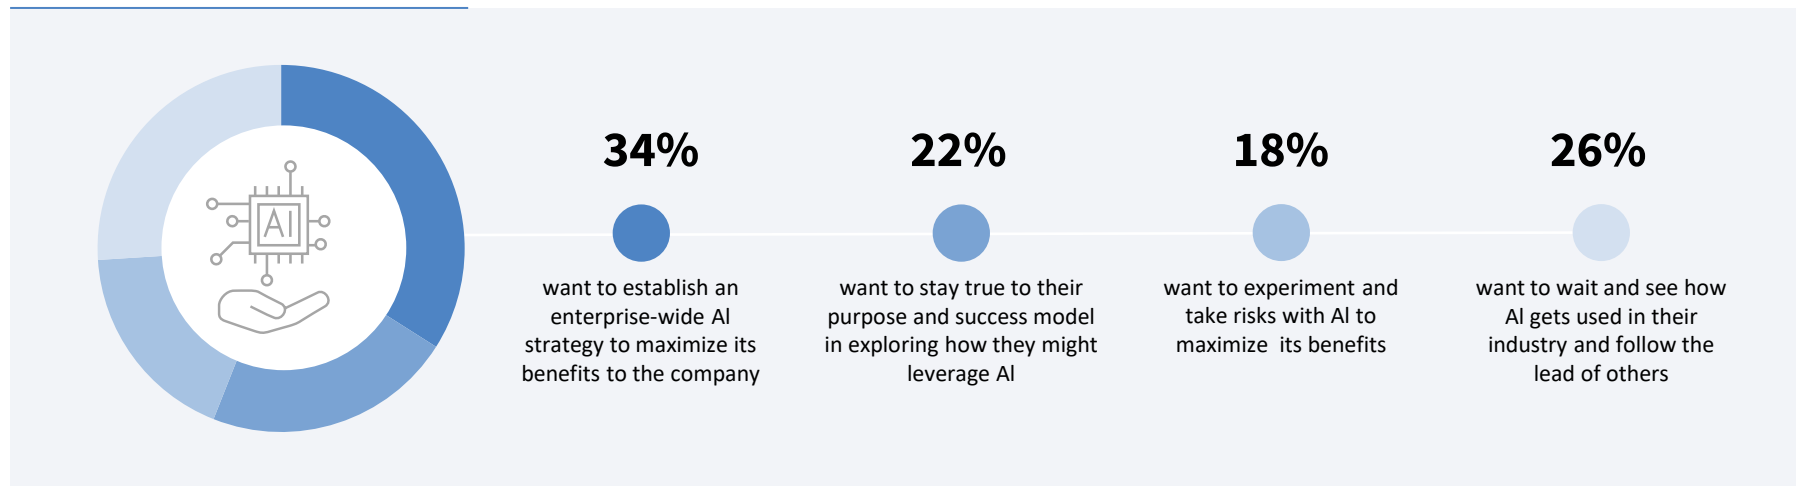 AI
34%
want to establish an
enterprise-wide AI
strategy to maximize its
benefits to the company
22%
want to stay true to their
purpose and success model
in exploring how they might
leverage AI
18%
want to experiment and
take risks with AI to
maximize  its benefits
26%
want to wait and see how
AI gets used in their
industry and follow the
lead of others